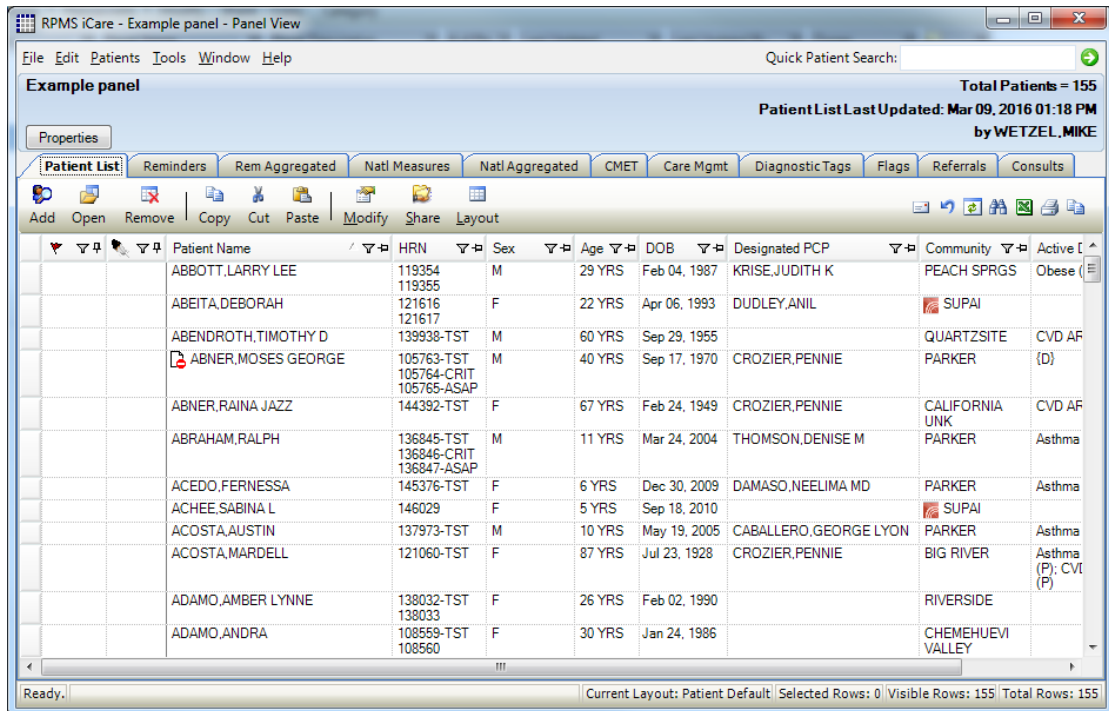 RPMS iCare - Example panel - Panel View
File Edit Patients Tools Window Help Quick Patient Search:
Example panel Total Patients = 155
Patient List Last Updated: Mar 09, 2016 01:18 PM
Properties by WETZEL,MIKE
Patient List Reminders Rem Aggregated Natl Measures Natl Aggregated CMET Care Mgmt Diagnostic Tags Flags Referrals Consults
Add Open Remove Copy Cut Paste Modify Share Layout
Patient Name HRN Sex Age DOB Designated PCP Community Active D
ABBOTT,LARRY LEE 119354 M 29 YRS Feb 04, 1987 KRISE,JUDITH K PEACH SPRGS Obese (
119355
ABEITA,DEBORAH 121616 F 22 YRS Apr 06, 1993 DUDLEY,ANIL SUPAI
121617
ABENDROTH,TIMOTHY D 139938-TST M 60 YRS Sep 29, 1955 QUARTZSITE CVD AR
ABNER,MOSES GEORGE 105763-TST M 40 YRS Sep 17, 1970 CROZIER,PENNIE PARKER {D}
105764-CRIT
105765-ASAP
ABNER,RAINA JAZZ 144392-TST F 67 YRS Feb 24, 1949 CROZIER,PENNIE CALIFORNIA CVD AR
UNK
ABRAHAM,RALPH 136845-TST M 11 YRS Mar 24, 2004 THOMSON,DENISE M PARKER Asthma
136846-CRIT
136847-ASAP
ACEDO,FERNESSA 145376-TST F 6 YRS Dec 30, 2009 DAMASO,NEELIMA MD PARKER Asthma
ACHEE,SABINA L 146029 F 5 YRS Sep 18, 2010 SUPAI
ACOSTA,AUSTIN 137973-TST M 10 YRS May 19, 2005 CABALLERO,GEORGE LYON PARKER Asthma
ACOSTA,MARDELL 121060-TST F 87 YRS Jul 23, 1928 CROZIER,PENNIE BIG RIVER Asthma
(P); CVD
(P)
ADAMO,AMBER LYNNE 138032-TST F 26 YRS Feb 02, 1990 RIVERSIDE
138033
ADAMO,ANDRA 108559-TST F 30 YRS Jan 24, 1986 CHEMEHUEVI
108560 VALLEY
Ready. Current Layout: Patient Default Selected Rows: 0 Visible Rows: 155 Total Rows: 155